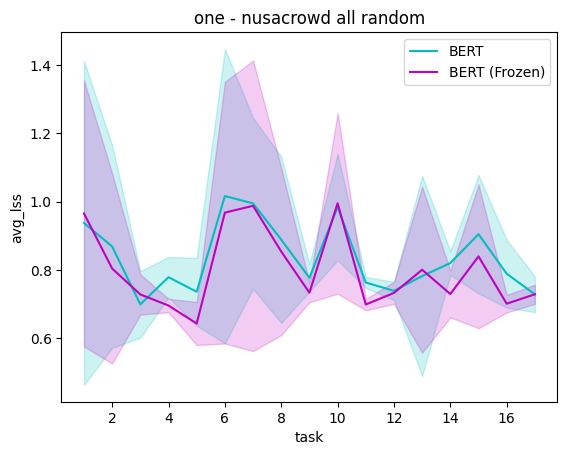 one - nusacrowd all random
BERT
BERT (Frozen)
1.4
1.2
1.0
0.8
0.6
avg_lss
2 4 6 8 10 12 14 16
task